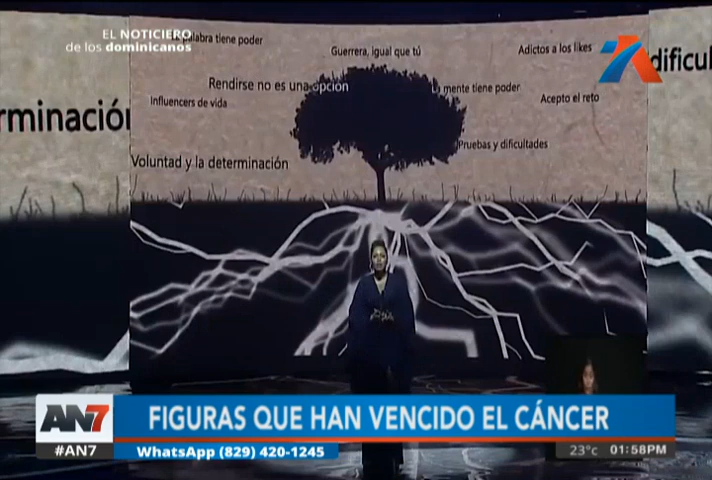 EL NOTICIERO
de los dominicanos
palabra tiene poder
Guerrera, igual que tú
Adictos a los likes
dificul
Rendirse no es una opción
mente tiene poder
Influencers de vida
Acepto el reto
rminación
Pruebas y dificultades
Voluntad y la determinación
AN7
FIGURAS QUE HAN VENCIDO EL CÁNCER
#AN7
WhatsApp (829) 420-1245
23°c
01:58PM